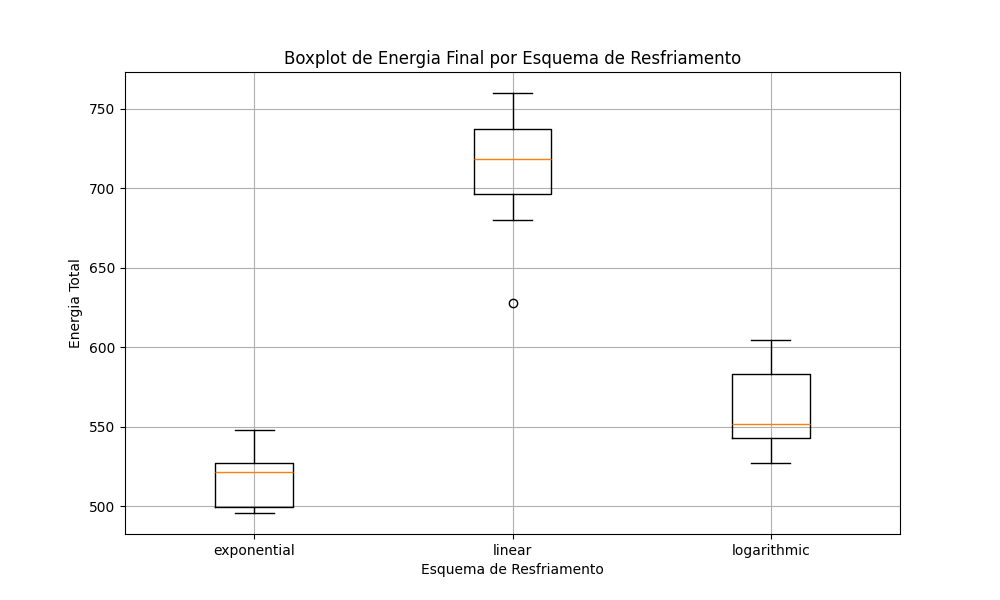 Boxplot de Energia Final por Esquema de Resfriamento
750
700
650
600
550
500
Energia Total
exponential
linear
logarithmic
Esquema de Resfriamento